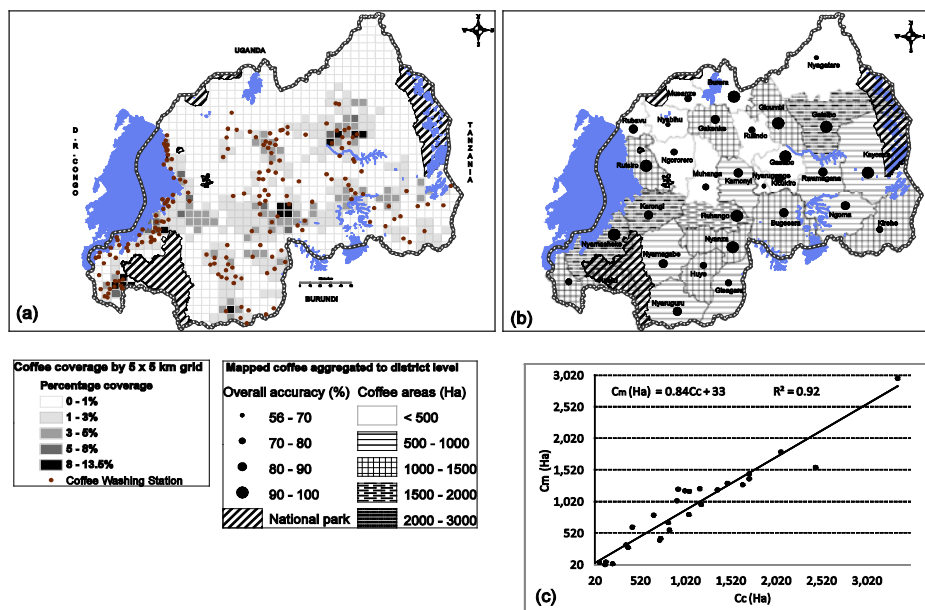 UGANDA
D.R. CONGO
TANZANIA
BURUNDI
(a)
Nyagatare
Burera
Musanze
Rubavu
Nyabihu
Gicumbi
Gatsibo
Gakenke
Rulindo
Rutsiro
Ngororero
Gasabo
Kayonza
Muhanga
Kamonyi
Nyarugenge
Kicukiro
Rwamagana
Karongi
Ruhango
Bugesera
Ngoma
Kirehe
Nyamasheke
Nyanza
Nyamagabe
Huye
Gisagara
Nyaruguru
(b)
Coffee coverage by 5 x 5 km grid
Percentage coverage
0 - 1%
1 - 3%
3 - 5%
5 - 8%
8 - 13.5%
Coffee Washing Station
Mapped coffee aggregated to district level
Overall accuracy (%)
Coffee areas (Ha)
56 - 70
< 500
70 - 80
500 - 1000
80 - 90
1000 - 1500
90 - 100
1500 - 2000
National park
2000 - 3000
Cm (Ha) = 0.84Cc + 33
R² = 0.92
3,020
2,520
2,020
1,520
1,020
520
20
Cm (Ha)
20 520 1,020 1,520 2,020 2,520 3,020
Cc (Ha)
(c)